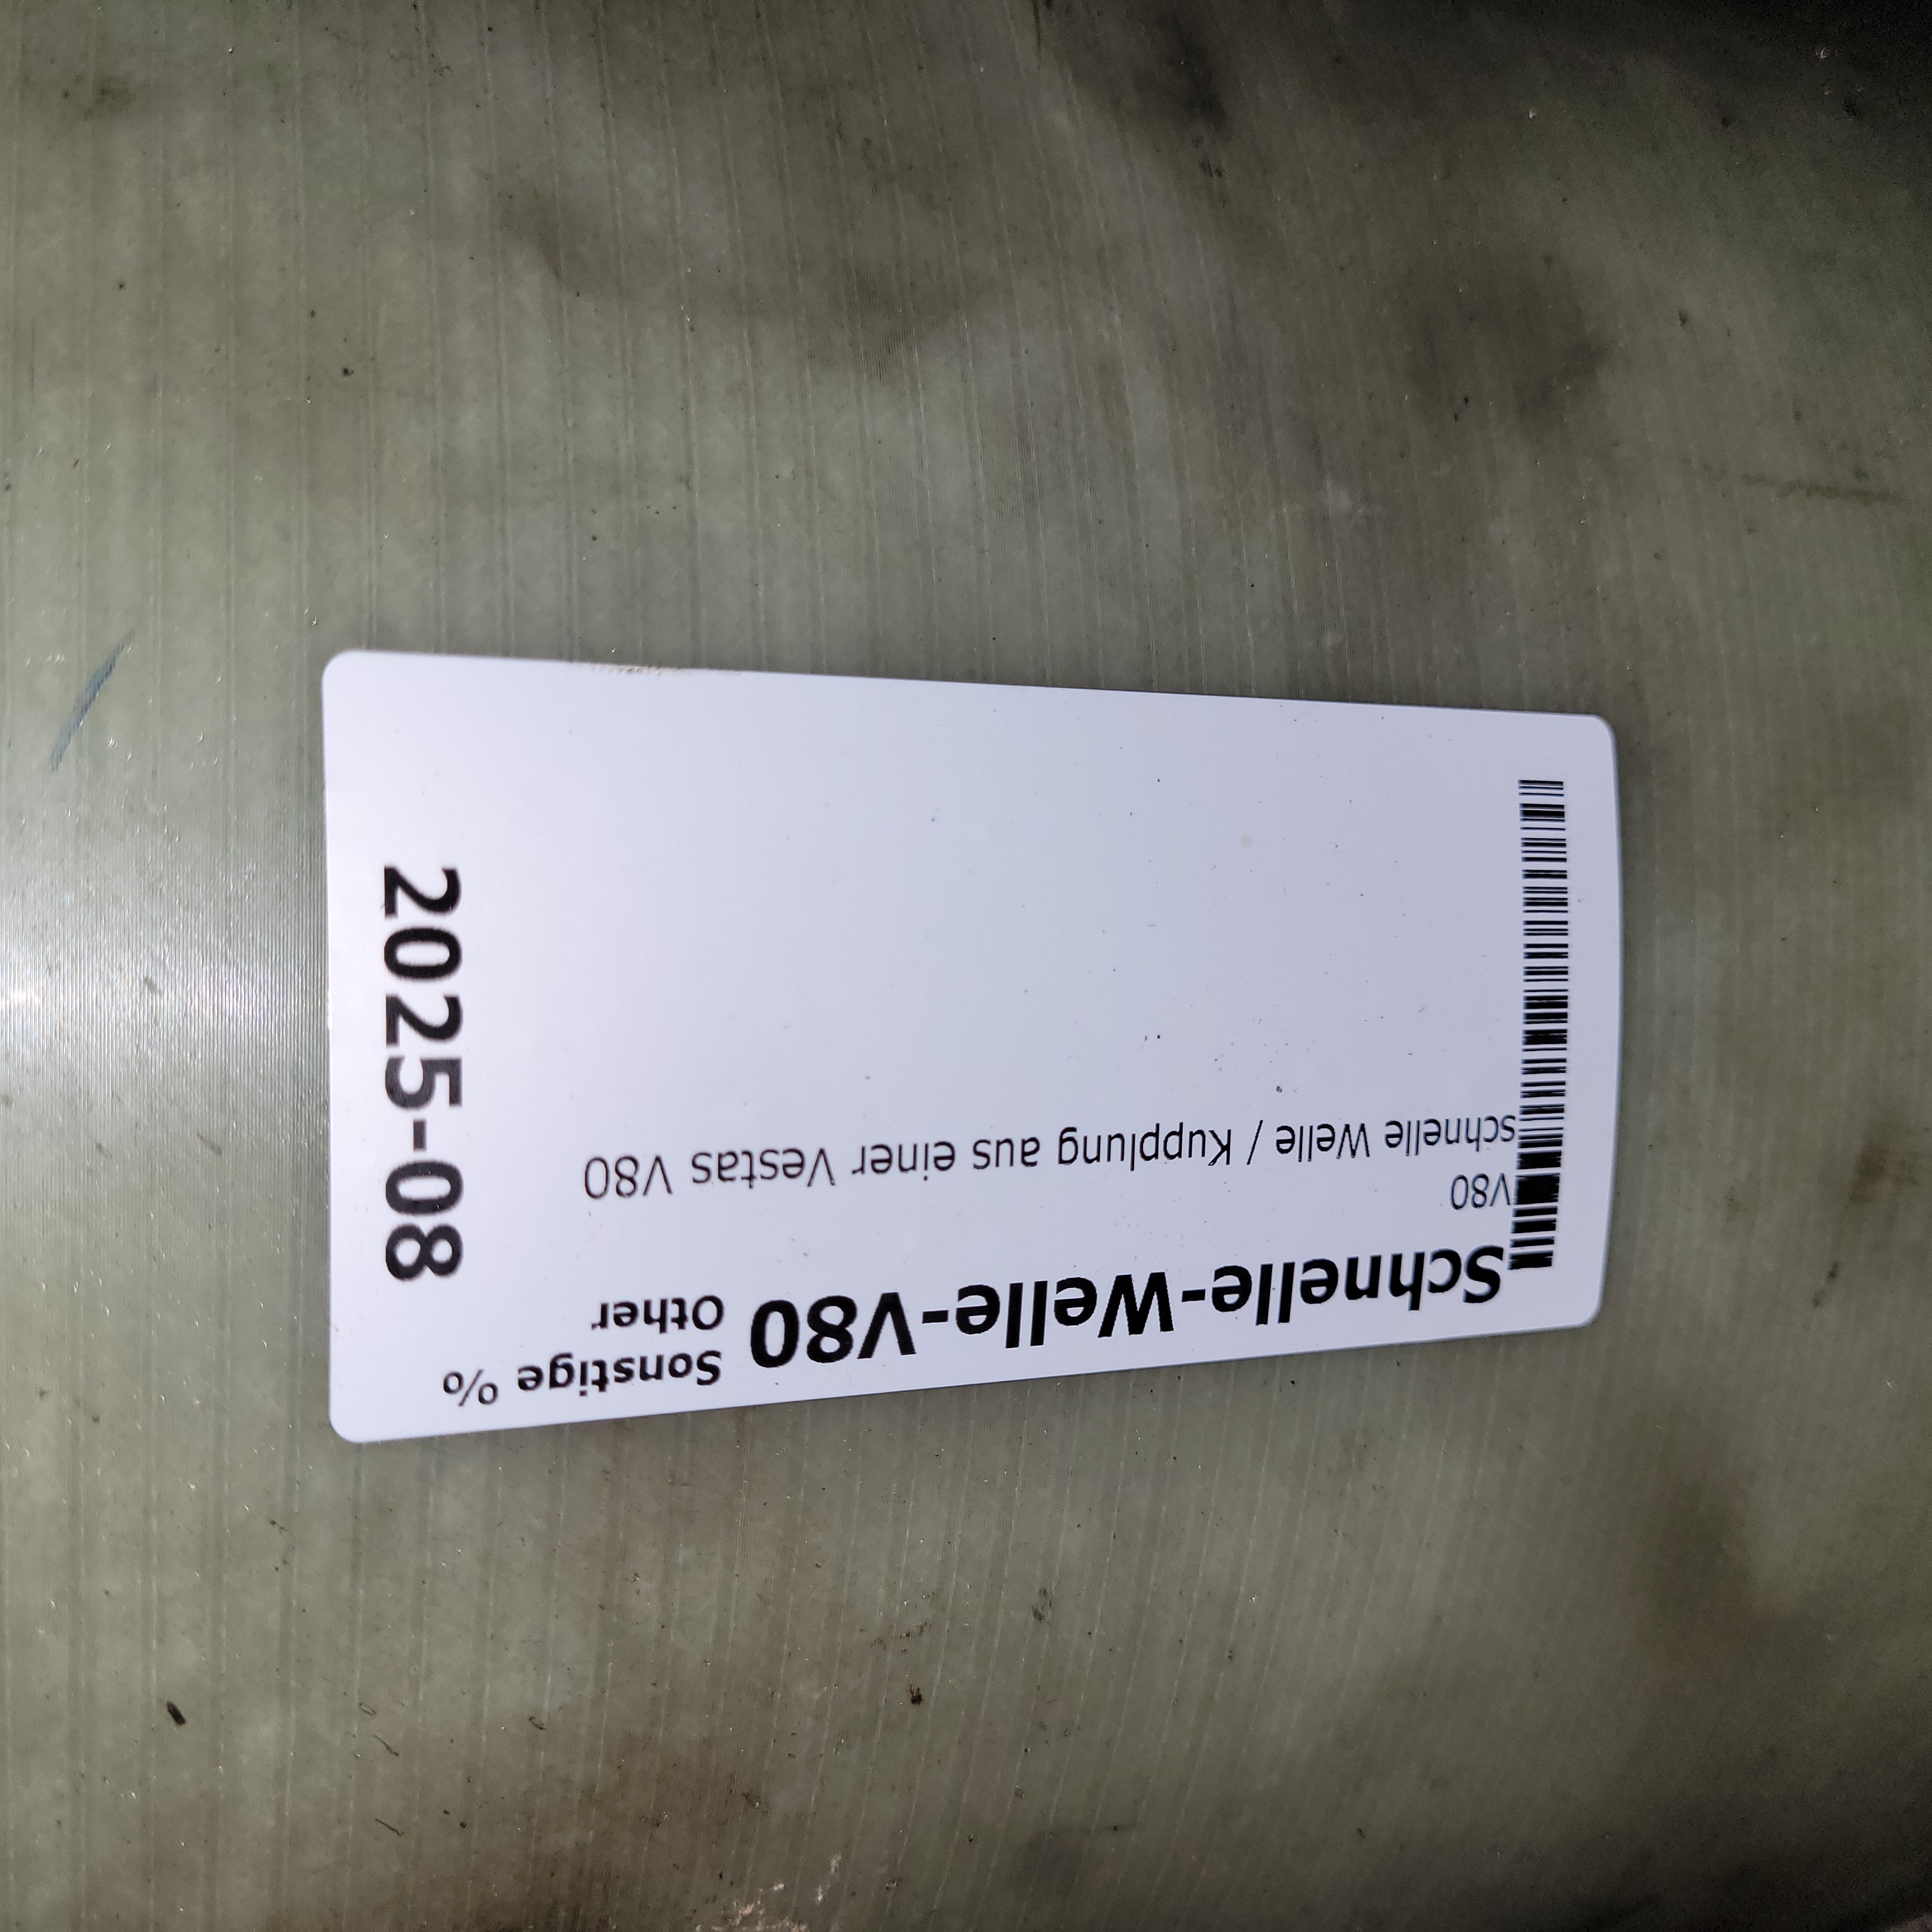 Schnelle-Welle-V80
Sonstige %
Other
V80
schnelle Welle / Kupplung aus einer Vestas V80
2025-08